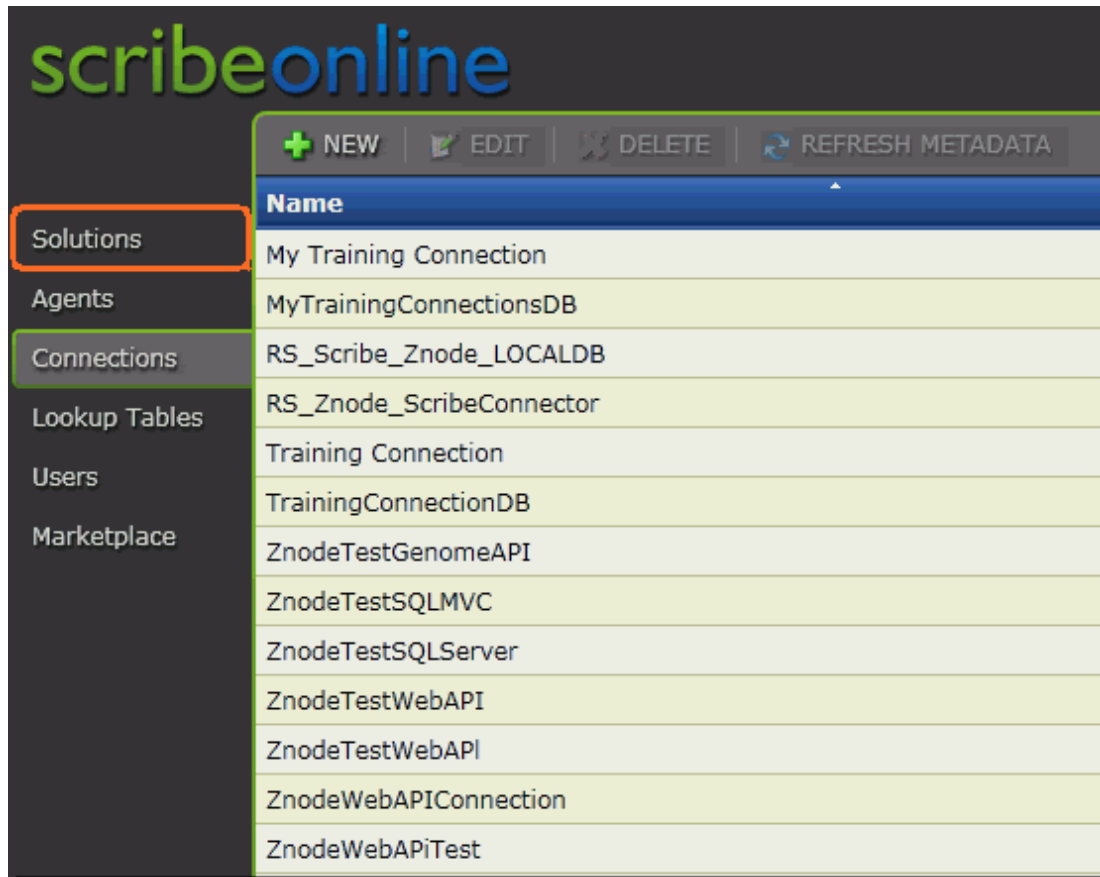 scribeonline
NEW EDIT DELETE REFRESH METADATA
Name
Solutions
Agents
Connections
Lookup Tables
Users
Marketplace
My Training Connection
MyTrainingConnectionsDB
RS_Scribe_Znode_LOCALDB
RS_Znode_ScribeConnector
Training Connection
TrainingConnectionDB
ZnodeTestGenomeAPI
ZnodeTestSQLMVC
ZnodeTestSQLServer
ZnodeTestWebAPI
ZnodeTestWebAPl
ZnodeWebAPIConnection
ZnodeWebAPiTest